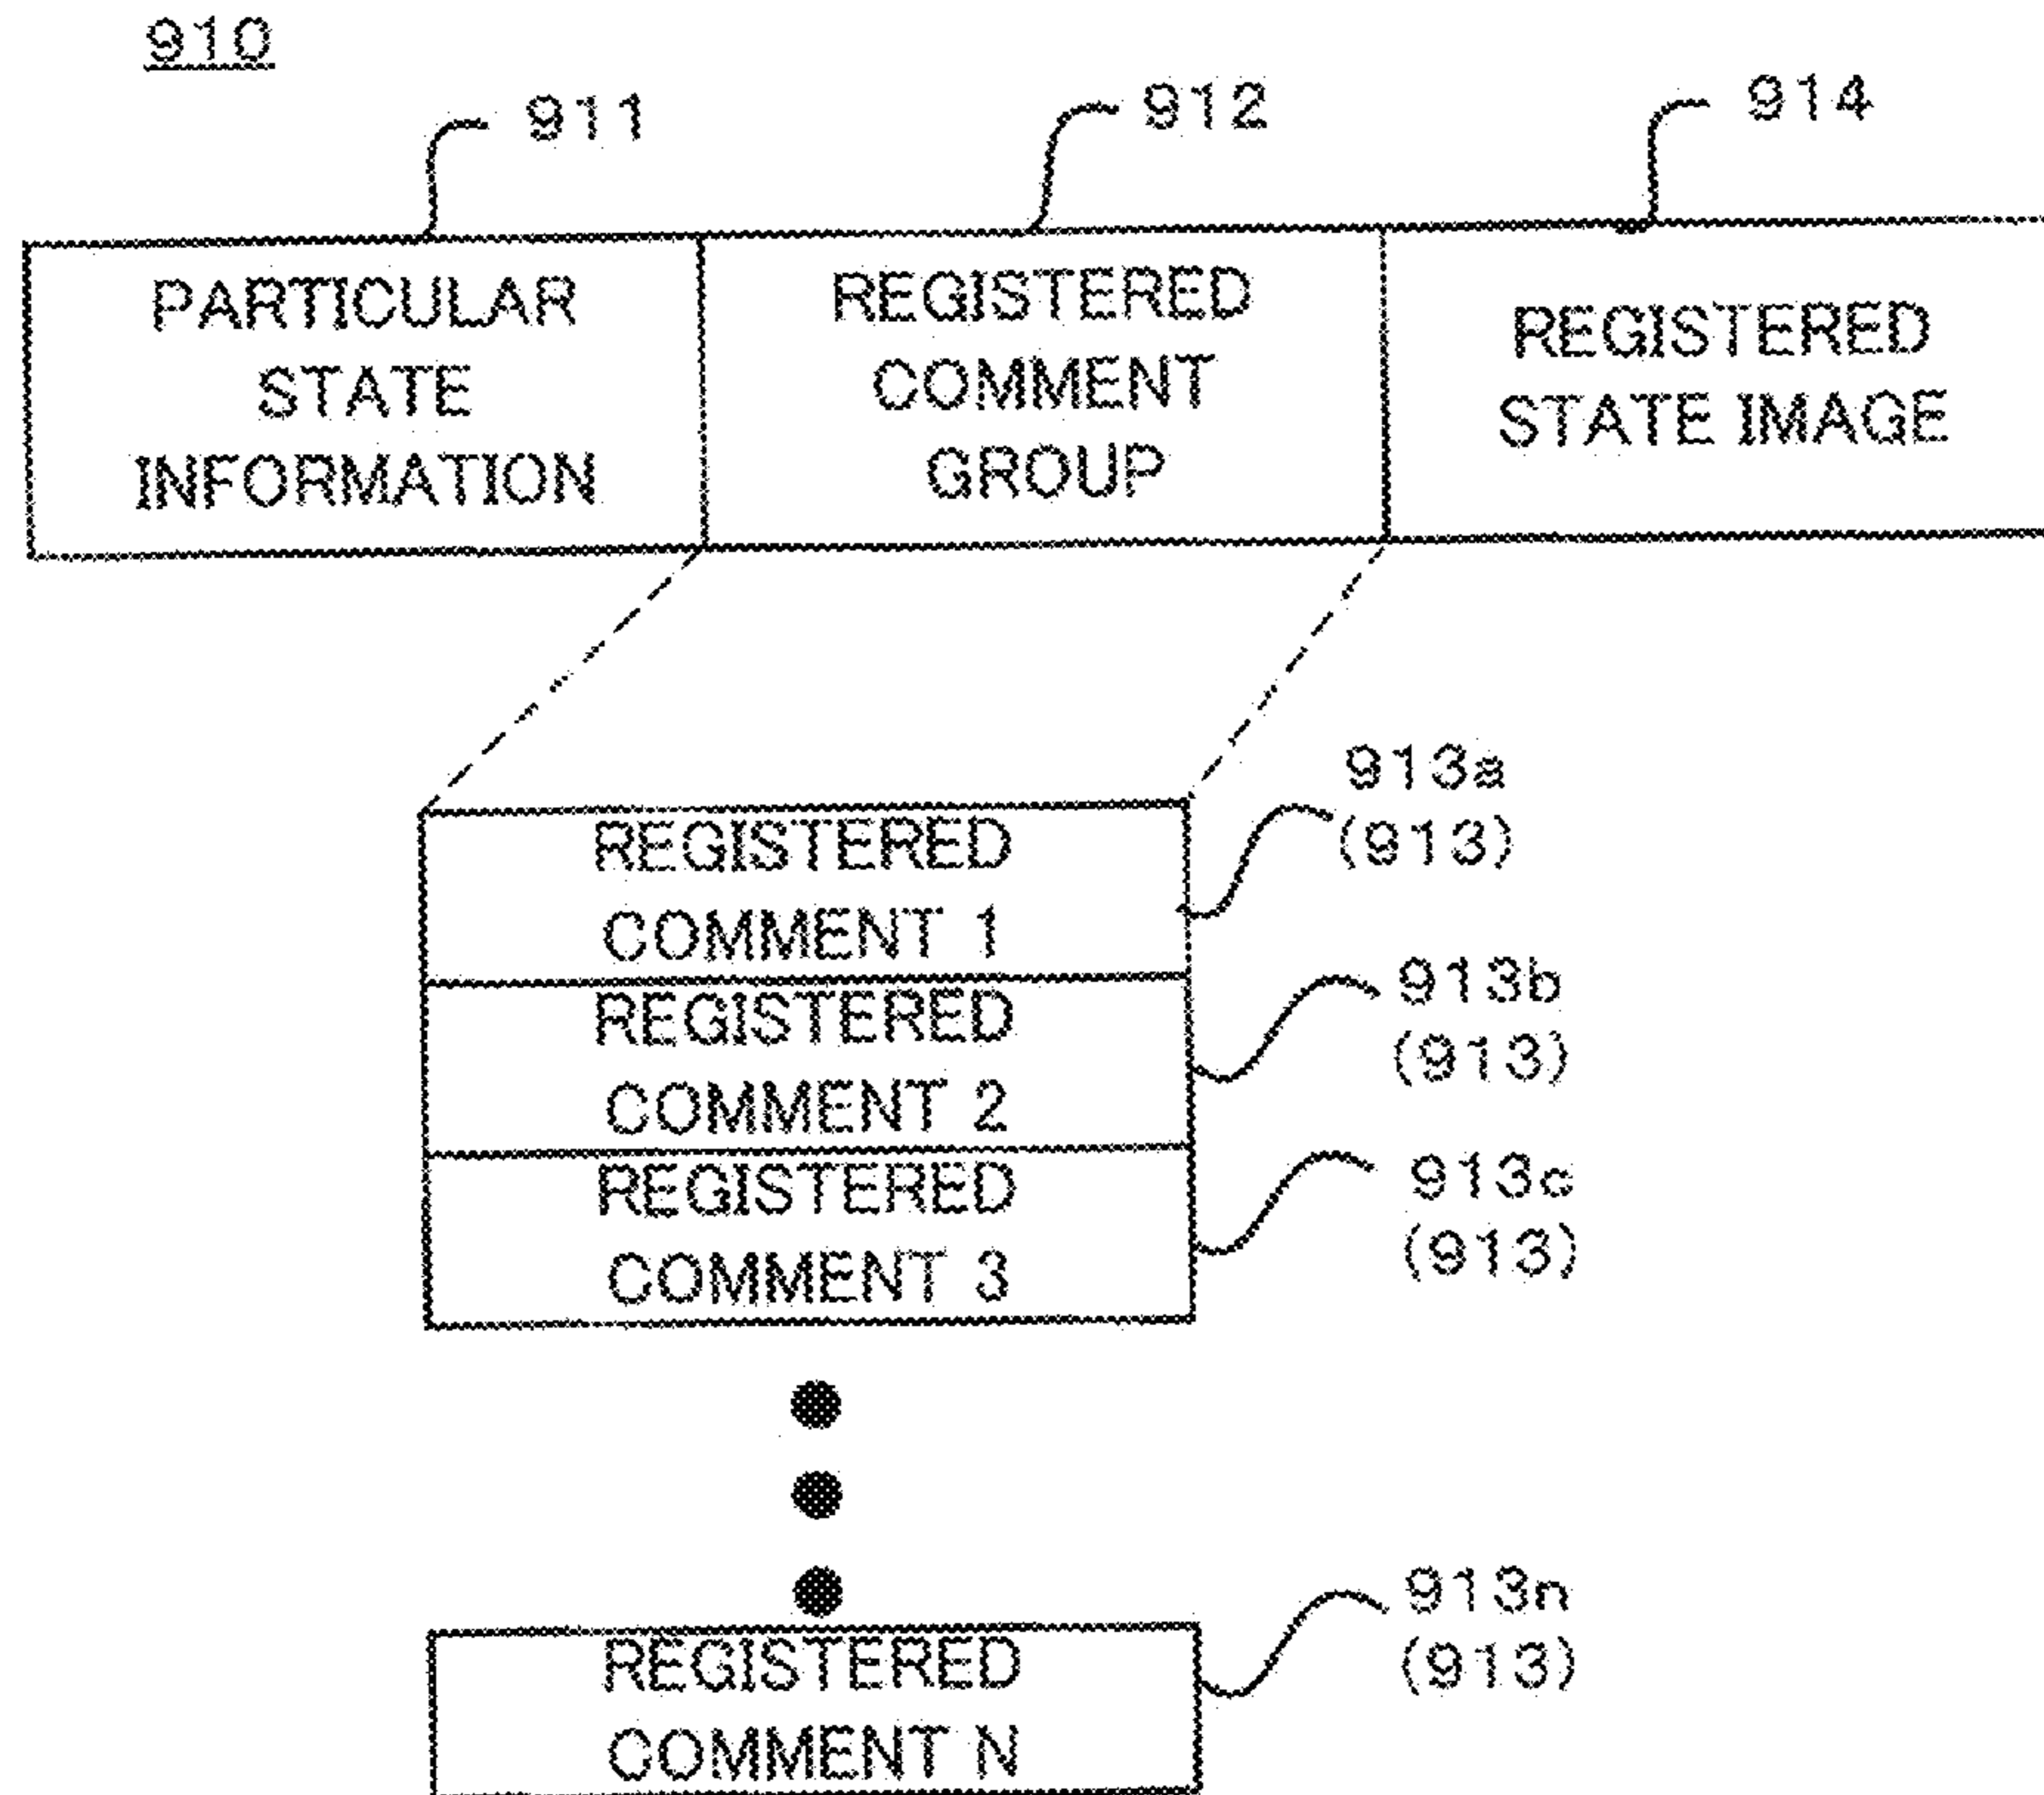 910
911
912
914
PARTICULAR
STATE
INFORMATION
REGISTERED
COMMENT
GROUP
REGISTERED
STATE IMAGE
REGISTERED
COMMENT 1
913a
(913)
REGISTERED
COMMENT 2
913b
(913)
REGISTERED
COMMENT 3
913c
(913)
REGISTERED
COMMENT N
913n
(913)